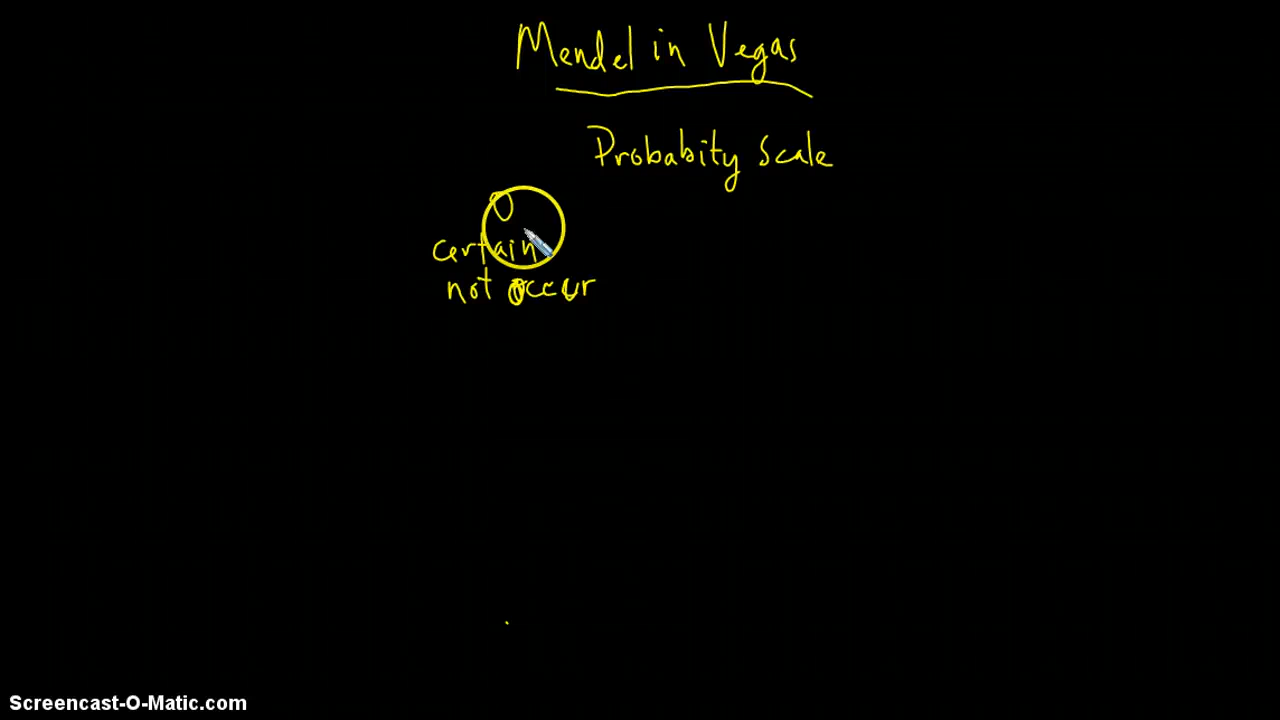 Mendel in Vegas
Probabity Scale
0
certain
not occur
Screencast-O-Matic.com